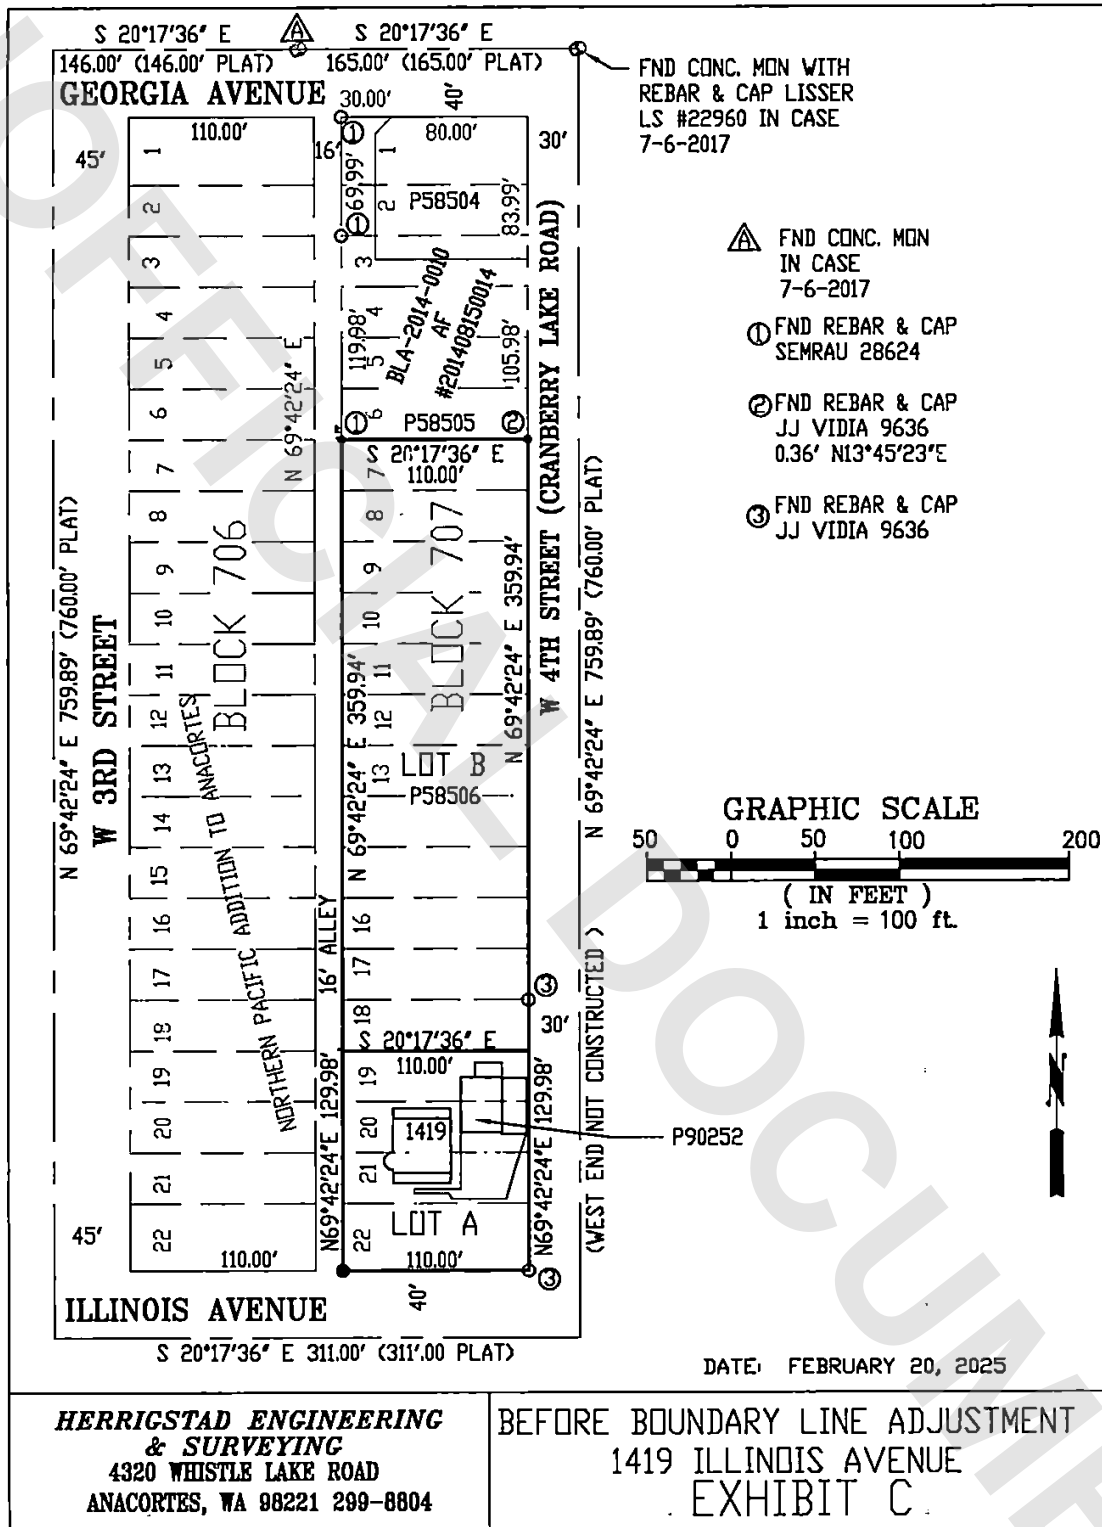 S 20°17'36" E
A
S 20°17'36" E
146.00' (146.00' PLAT)
165.00' (165.00' PLAT)
GEORGIA AVENUE
30.00'
40'
110.00'
16'
80.00'
30'
45'
FND CONC. MON WITH
REBAR & CAP LISSER
LS #22960 IN CASE
7-6-2017
A FND CONC. MON
IN CASE
7-6-2017
① FND REBAR & CAP
SEMRAU 28624
② FND REBAR & CAP
JJ VIDIA 9636
0.36' N13°45'23"E
③ FND REBAR & CAP
JJ VIDIA 9636
1
2
3
4
5
6
7
8
9
10
11
12
13
14
15
16
17
18
19
20
21
22
①
69.99'
①
1
2
P58504
83.99'
3
4
5
6
119.98'
BLA-2014-0010
AF
#201408150014
105.98'
①
P58505
②
S 20°17'36" E
110.00'
7
8
9
10
11
12
13
16
17
18
N 69°42'24" E
BLOCK 706
BLOCK 707
N 69°42'24" E 359.94'
N 69°42'24" E 359.94'
LOT B
P58506
W 4TH STREET (CRANBERRY LAKE ROAD)
N 69°42'24" E 759.89' (760.00' PLAT)
(WEST END NOT CONSTRUCTED )
N 69°42'24" E 759.89' (760.00' PLAT)
W 3RD STREET
NORTHERN PACIFIC ADDITION TO ANACORTES
16' ALLEY
③
30'
S 20°17'36" E
110.00'
19
20
21
22
1419
P90252
N69°42'24"E 129.98'
N69°42'24"E 129.98'
LOT A
45'
110.00'
110.00'
③
40'
ILLINOIS AVENUE
S 20°17'36" E 311.00' (311'.00 PLAT)
GRAPHIC SCALE
50 0 50 100 200
( IN FEET )
1 inch = 100 ft.
N
DATE: FEBRUARY 20, 2025
HERRIGSTAD ENGINEERING
& SURVEYING
4320 WHISTLE LAKE ROAD
ANACORTES, WA 98221 299-8804
BEFORE BOUNDARY LINE ADJUSTMENT
1419 ILLINOIS AVENUE
EXHIBIT C
UNOFFICIAL DOCUMENT